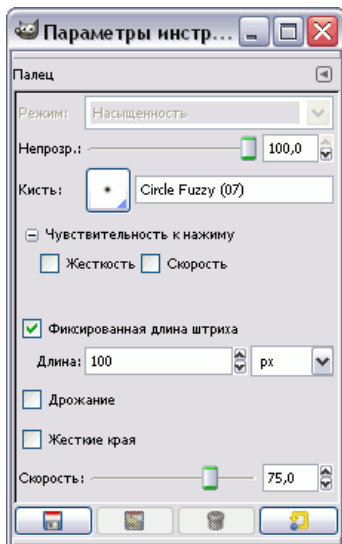 Параметры инстр...
Палец
Режим: Насыщенность
Непрозр.: 100,0
Кисть: Circle Fuzzy (07)
Чувствительность к нажиму
Жесткость Скорость
Фиксированная длина штриха
Длина: 100 px
Дрожание
Жесткие края
Скорость: 75,0